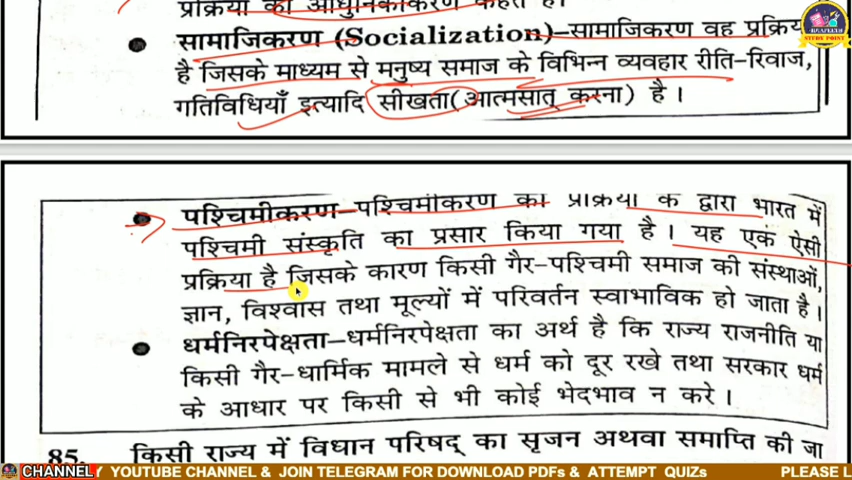 प्रक्रिया को आधुनिकीकरण कहते हैं।
सामाजिकरण (Socialization)–सामाजिकरण वह प्रक्रिय
है जिसके माध्यम से मनुष्य समाज के विभिन्न व्यवहार रीति-रिवाज,
गतिविधियाँ इत्यादि सीखता (आत्मसात् करना) है।
पश्चिमीकरण–पश्चिमीकरण की प्रक्रिया के द्वारा भारत में
पश्चिमी संस्कृति का प्रसार किया गया है। यह एक ऐसी
प्रक्रिया है जिसके कारण किसी गैर-पश्चिमी समाज की संस्थाओं,
ज्ञान, विश्वास तथा मूल्यों में परिवर्तन स्वाभाविक हो जाता है।
धर्मनिरपेक्षता–धर्मनिरपेक्षता का अर्थ है कि राज्य राजनीति या
किसी गैर-धार्मिक मामले से धर्म को दूर रखे तथा सरकार धर्म
के आधार पर किसी से भी कोई भेदभाव न करे।
85. किसी राज्य में विधान परिषद् का सृजन अथवा समाप्ति की जा
CHANNEL Y YOUTUBE CHANNEL & JOIN TELEGRAM FOR DOWNLOAD PDFs & ATTEMPT QUIZs PLEASE L